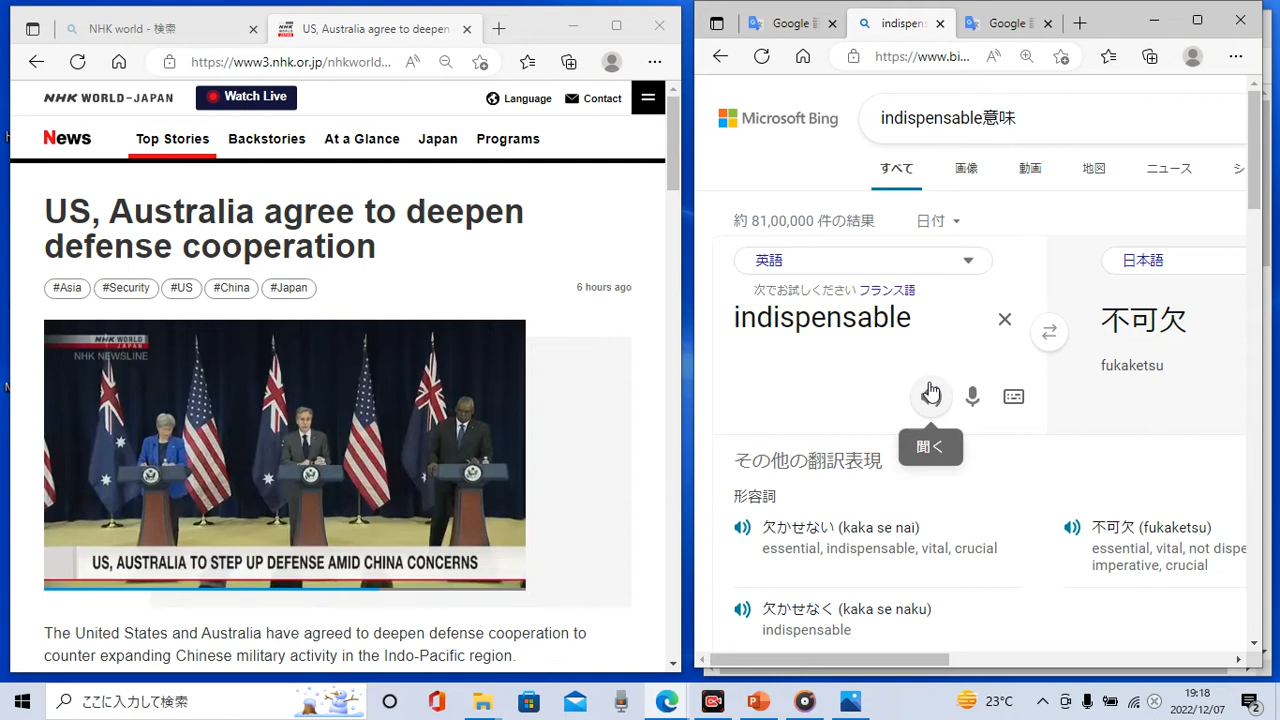 NHK world - 検索
US, Australia agree to deepen
https://www3.nhk.or.jp/nhkworld...
NHK WORLD-JAPAN
Watch Live
Language
Contact
News
Top Stories
Backstories
At a Glance
Japan
Programs
US, Australia agree to deepen
defense cooperation
#Asia
#Security
#US
#China
#Japan
6 hours ago
NHK WORLD
JAPAN
NHK NEWSLINE
US, AUSTRALIA TO STEP UP DEFENSE AMID CHINA CONCERNS
The United States and Australia have agreed to deepen defense cooperation to
counter expanding Chinese military activity in the Indo-Pacific region.
Google
indispens
Google
https://www.bi...
Microsoft Bing
indispensable意味
すべて
画像
動画
地図
ニュース
シ
約 81,00,000 件の結果
日付
英語
日本語
次でお試しください フランス語
indispensable
不可欠
fukaketsu
聞く
その他の翻訳表現
形容詞
欠かせない (kaka se nai)
essential, indispensable, vital, crucial
不可欠 (fukaketsu)
essential, vital, not dispe
imperative, crucial
欠かせなく (kaka se naku)
indispensable
ここに入力して検索
23℃
19:18
2022/12/07
2